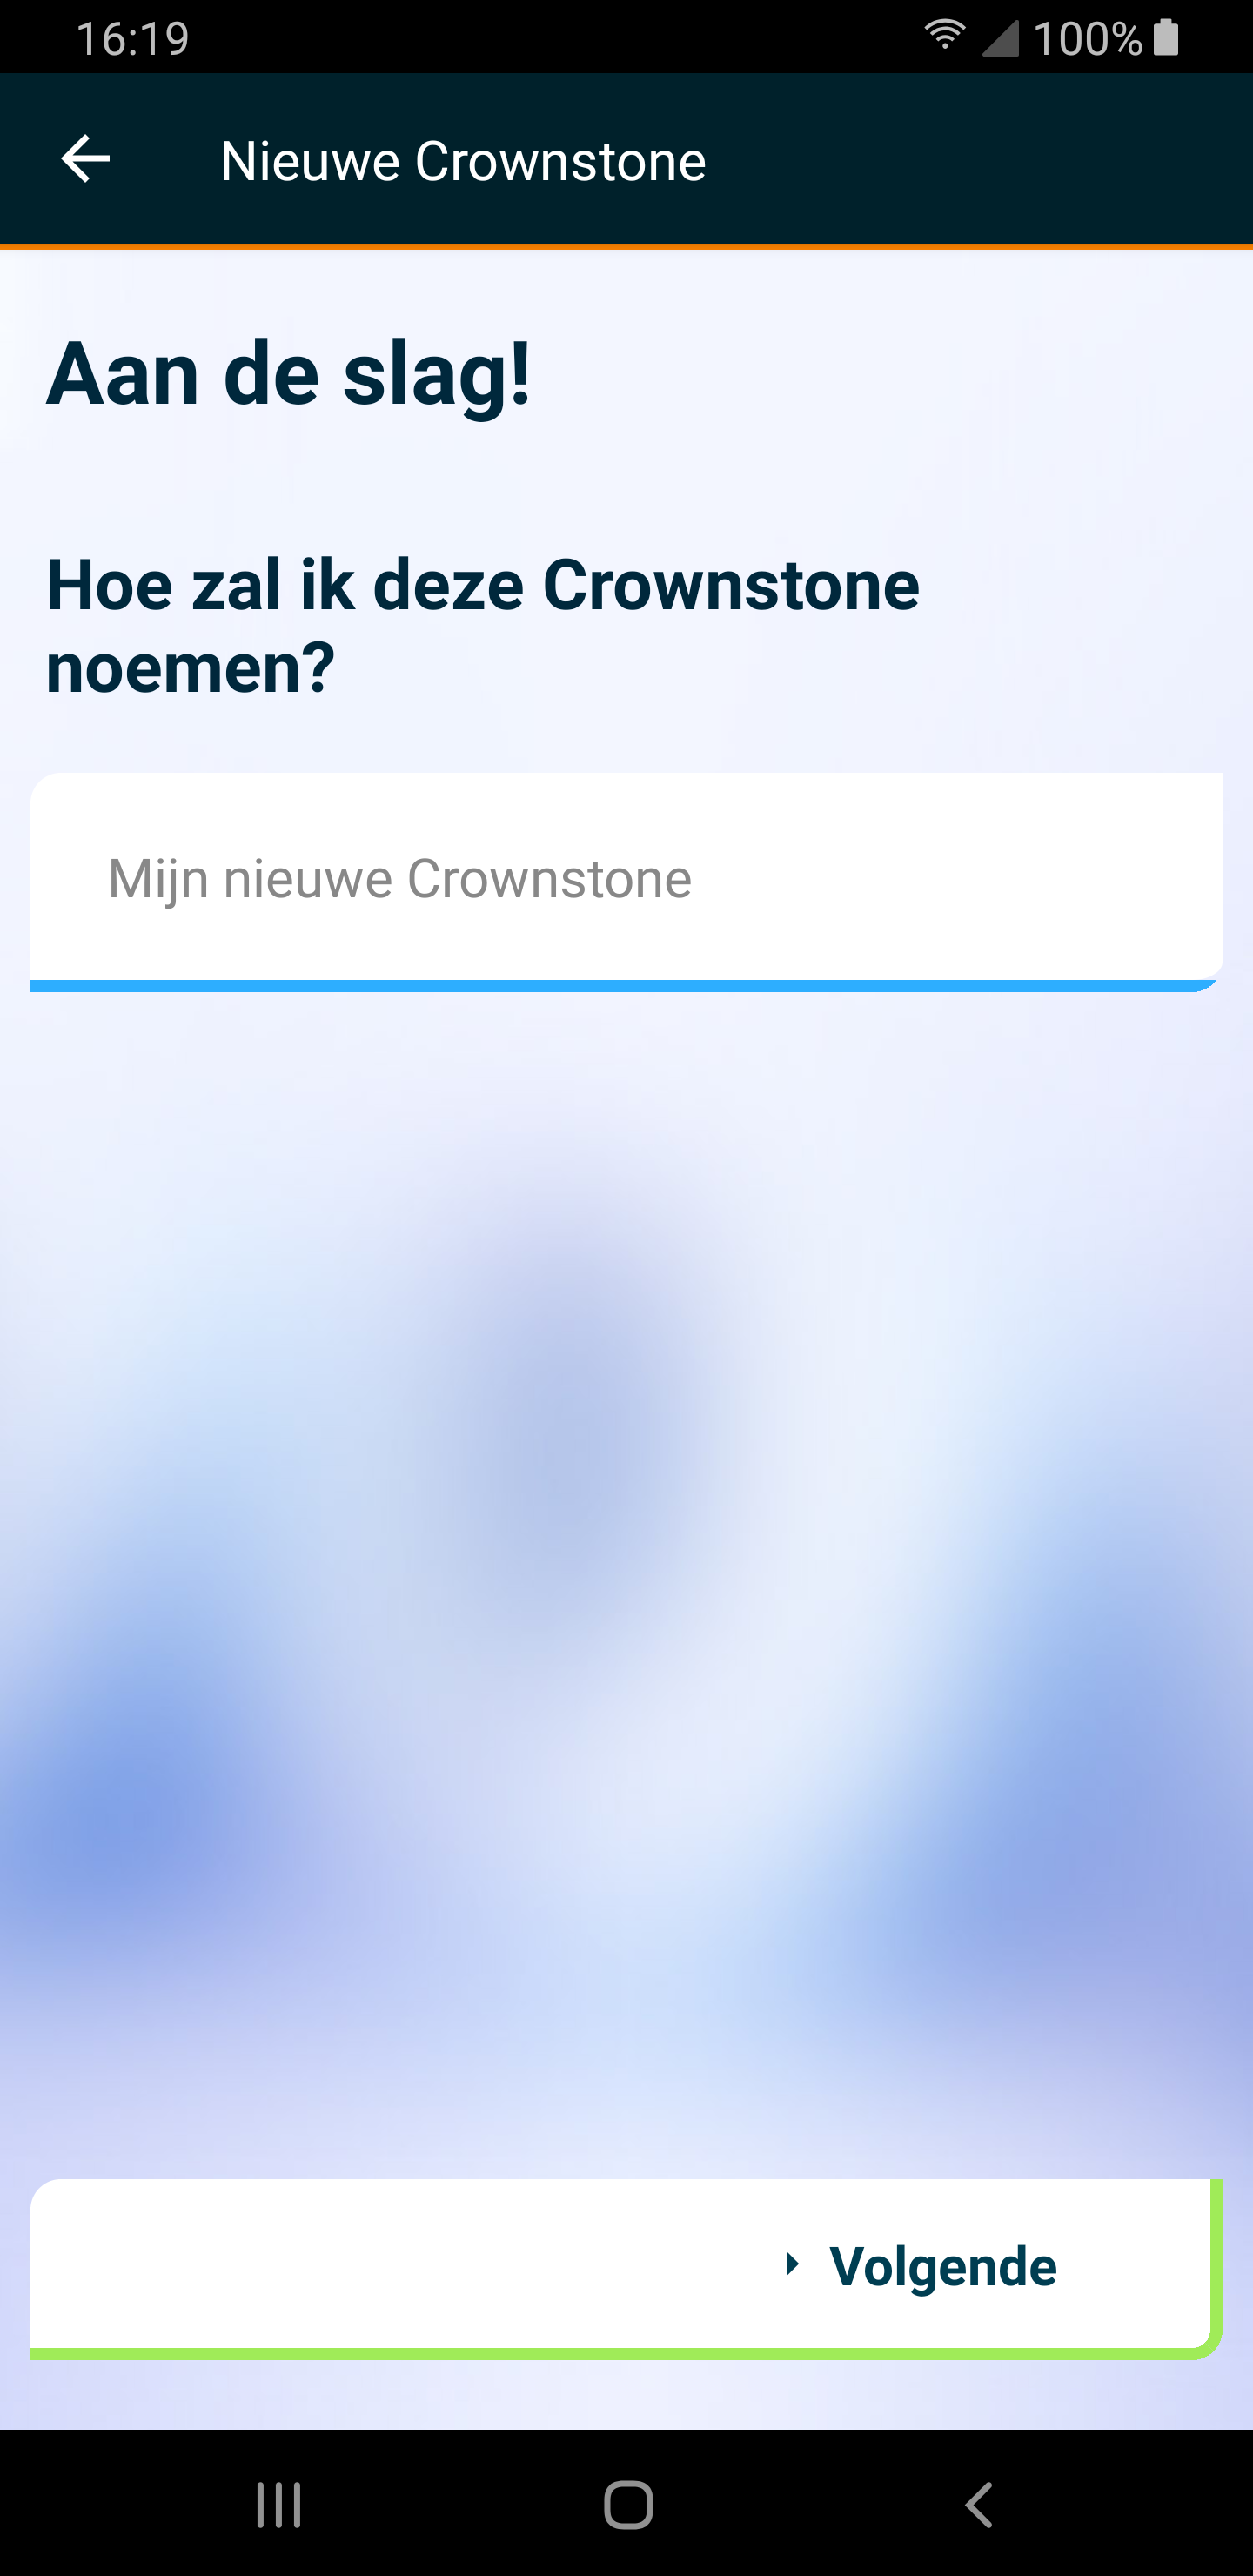 16:19
100%
Nieuwe Crownstone
Aan de slag!
Hoe zal ik deze Crownstone
noemen?
Mijn nieuwe Crownstone
Volgende